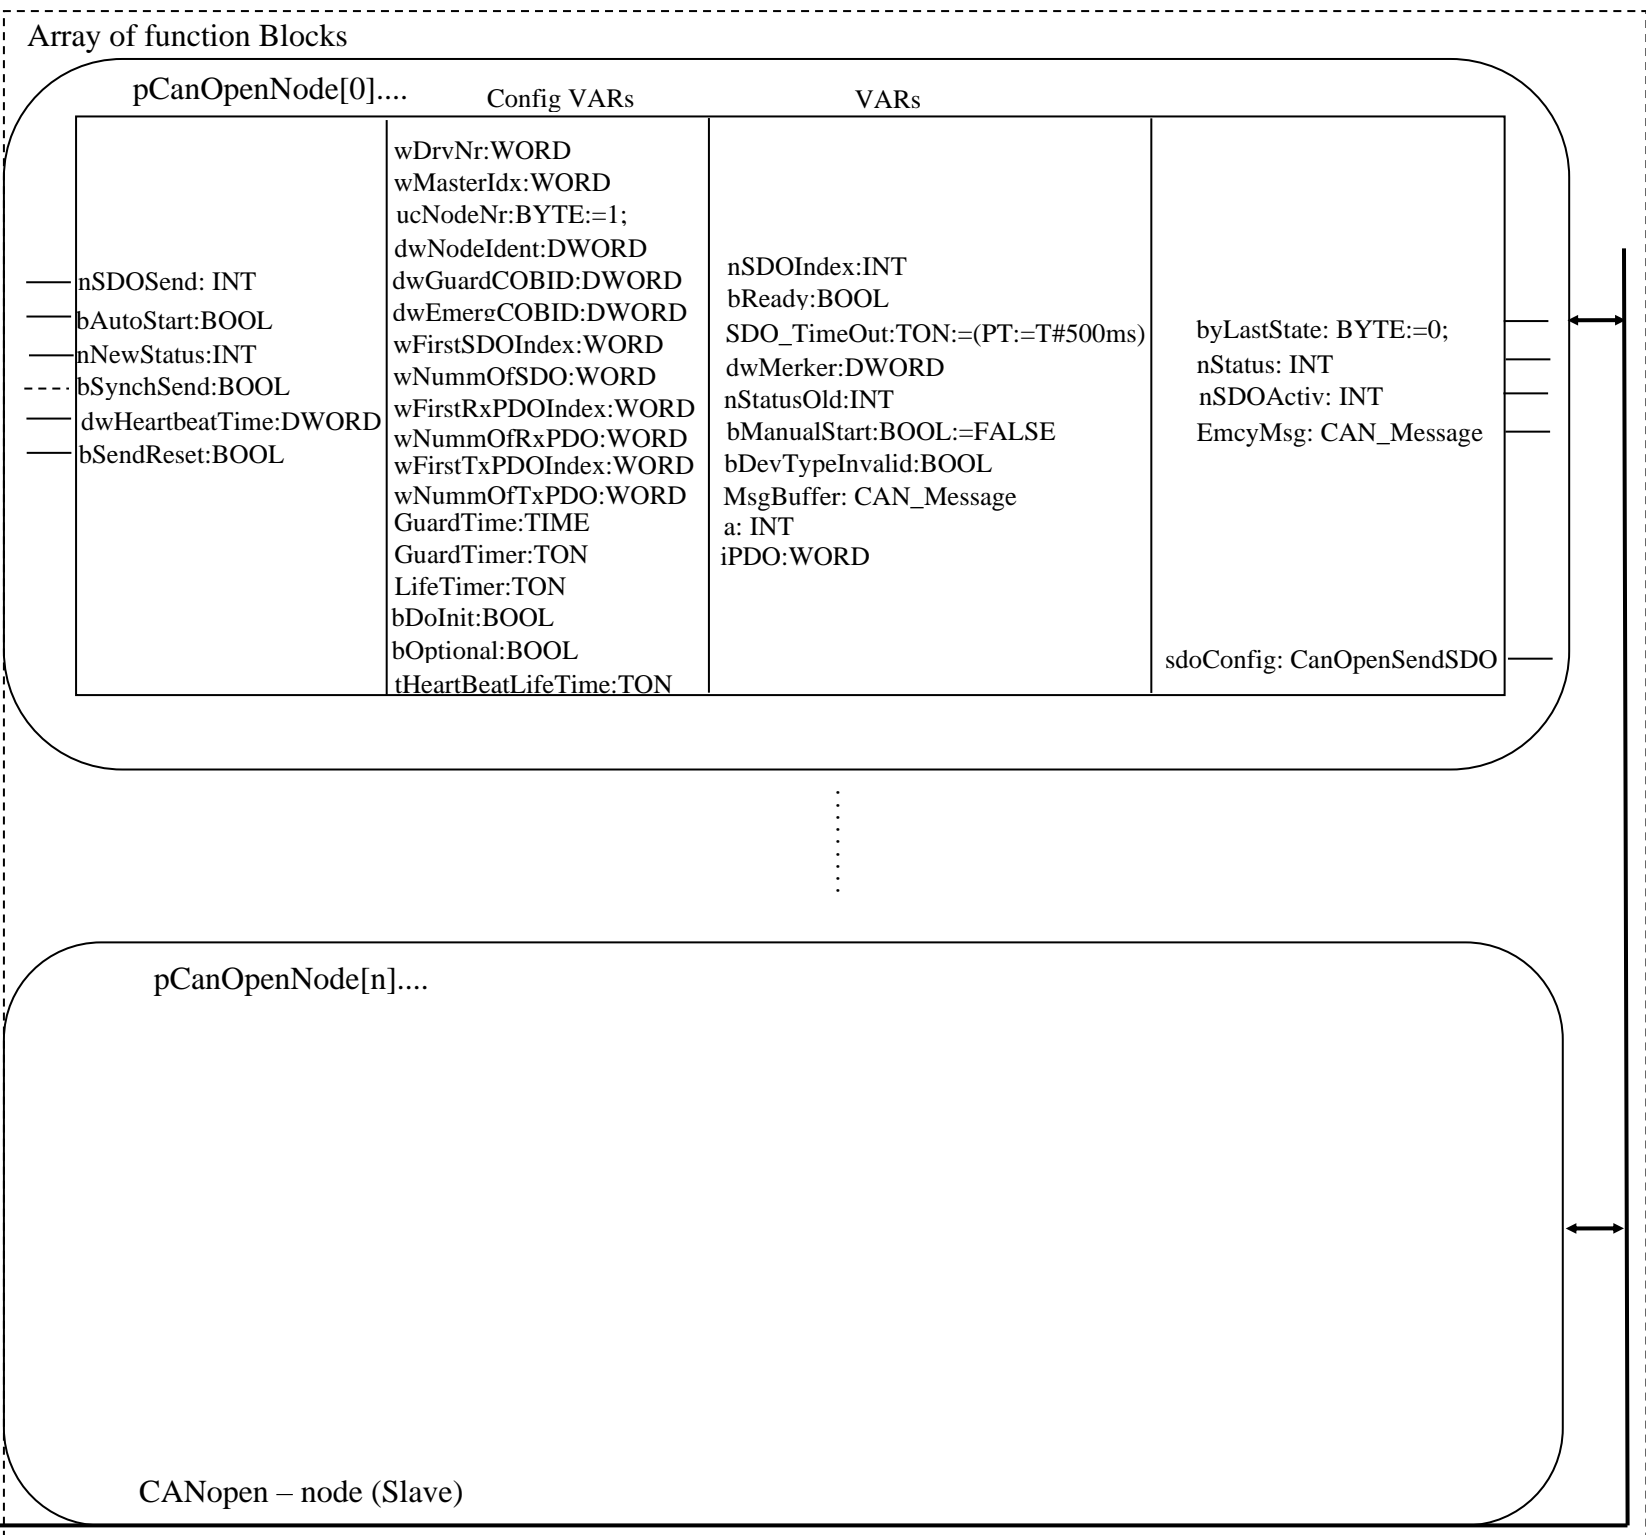 Array of function Blocks
pCanOpenNode[0]....
Config VARs
VARs
nSDOSend: INT
bAutoStart:BOOL
nNewStatus:INT
bSynchSend:BOOL
dwHeartbeatTime:DWORD
bSendReset:BOOL
wDrvNr:WORD
wMasterIdx:WORD
ucNodeNr:BYTE:=1;
dwNodeIdent:DWORD
dwGuardCOBID:DWORD
dwEmergCOBID:DWORD
wFirstSDOIndex:WORD
wNummOfSDO:WORD
wFirstRxPDOIndex:WORD
wNummOfRxPDO:WORD
wFirstTxPDOIndex:WORD
wNummOfTxPDO:WORD
GuardTime:TIME
GuardTimer:TON
LifeTimer:TON
bDoInit:BOOL
bOptional:BOOL
tHeartBeatLifeTime:TON
nSDOIndex:INT
bReady:BOOL
SDO_TimeOut:TON:=(PT:=T#500ms)
dwMerker:DWORD
nStatusOld:INT
bManualStart:BOOL:=FALSE
bDevTypeInvalid:BOOL
MsgBuffer: CAN_Message
a: INT
iPDO:WORD
byLastState: BYTE:=0;
nStatus: INT
nSDOActiv: INT
EmcyMsg: CAN_Message
sdoConfig: CanOpenSendSDO
pCanOpenNode[n]....
CANopen – node (Slave)